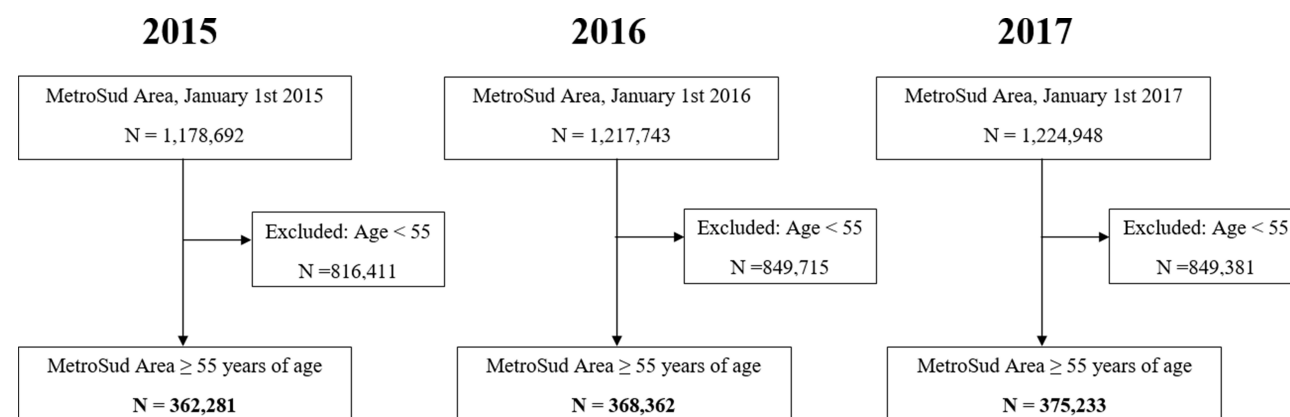 2015
MetroSud Area, January 1st 2015
N = 1,178,692
Excluded: Age < 55
N =816,411
MetroSud Area ≥ 55 years of age
N = 362,281
2016
MetroSud Area, January 1st 2016
N = 1,217,743
Excluded: Age < 55
N =849,715
MetroSud Area ≥ 55 years of age
N = 368,362
2017
MetroSud Area, January 1st 2017
N = 1,224,948
Excluded: Age < 55
N =849,381
MetroSud Area ≥ 55 years of age
N = 375,233